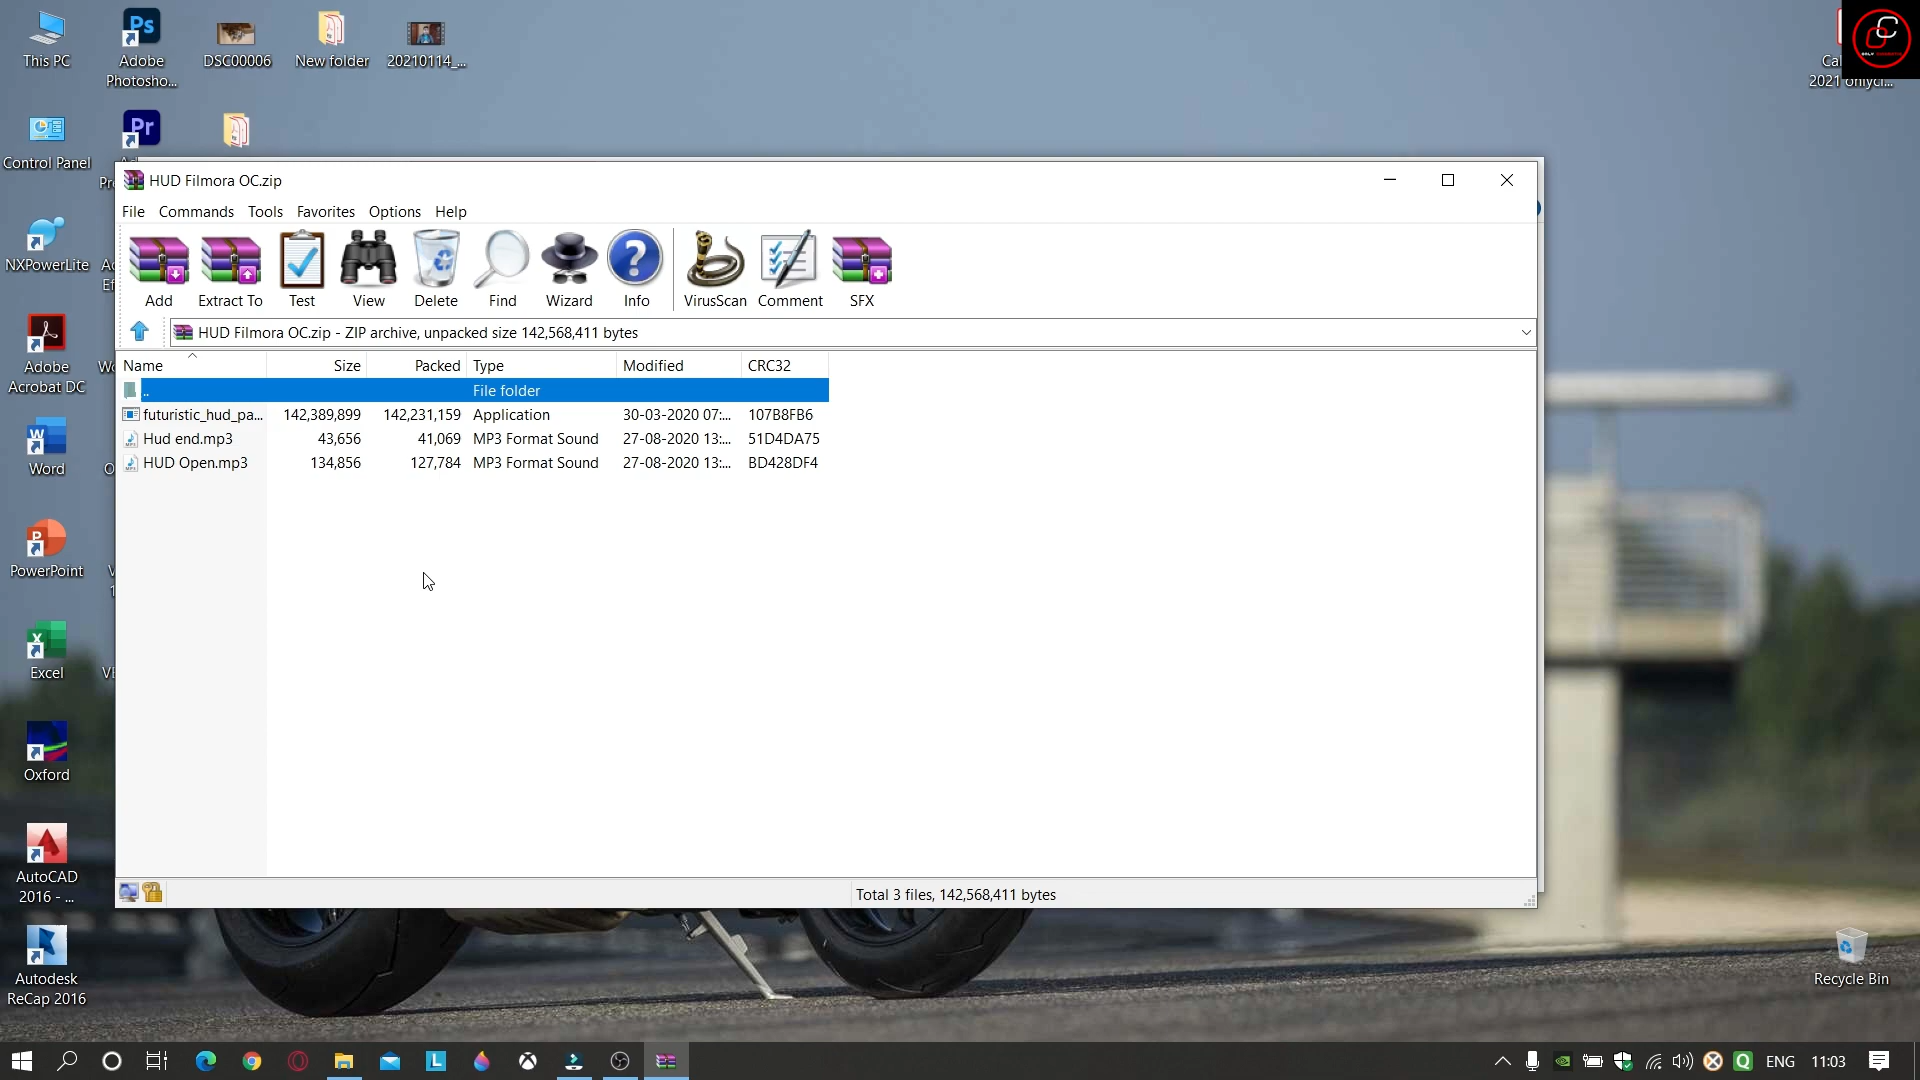 This PC
Adobe
Photosho...
DSC00006
New folder
20210114_...
2021 onlycr...
Control Panel
NXPowerLite
Adobe
Acrobat DC
Word
PowerPoint
Excel
Oxford
AutoCAD
2016 - ...
Autodesk
ReCap 2016
Recycle Bin
HUD Filmora OC.zip
File Commands Tools Favorites Options Help
Add Extract To Test View Delete Find Wizard Info VirusScan Comment SFX
HUD Filmora OC.zip - ZIP archive, unpacked size 142,568,411 bytes
Name Size Packed Type Modified CRC32
.. File folder
futuristic_hud_pa... 142,389,899 142,231,159 Application 30-03-2020 07:... 107B8FB6
Hud end.mp3 43,656 41,069 MP3 Format Sound 27-08-2020 13:... 51D4DA75
HUD Open.mp3 134,856 127,784 MP3 Format Sound 27-08-2020 13:... BD428DF4
Total 3 files, 142,568,411 bytes
ENG 11:03